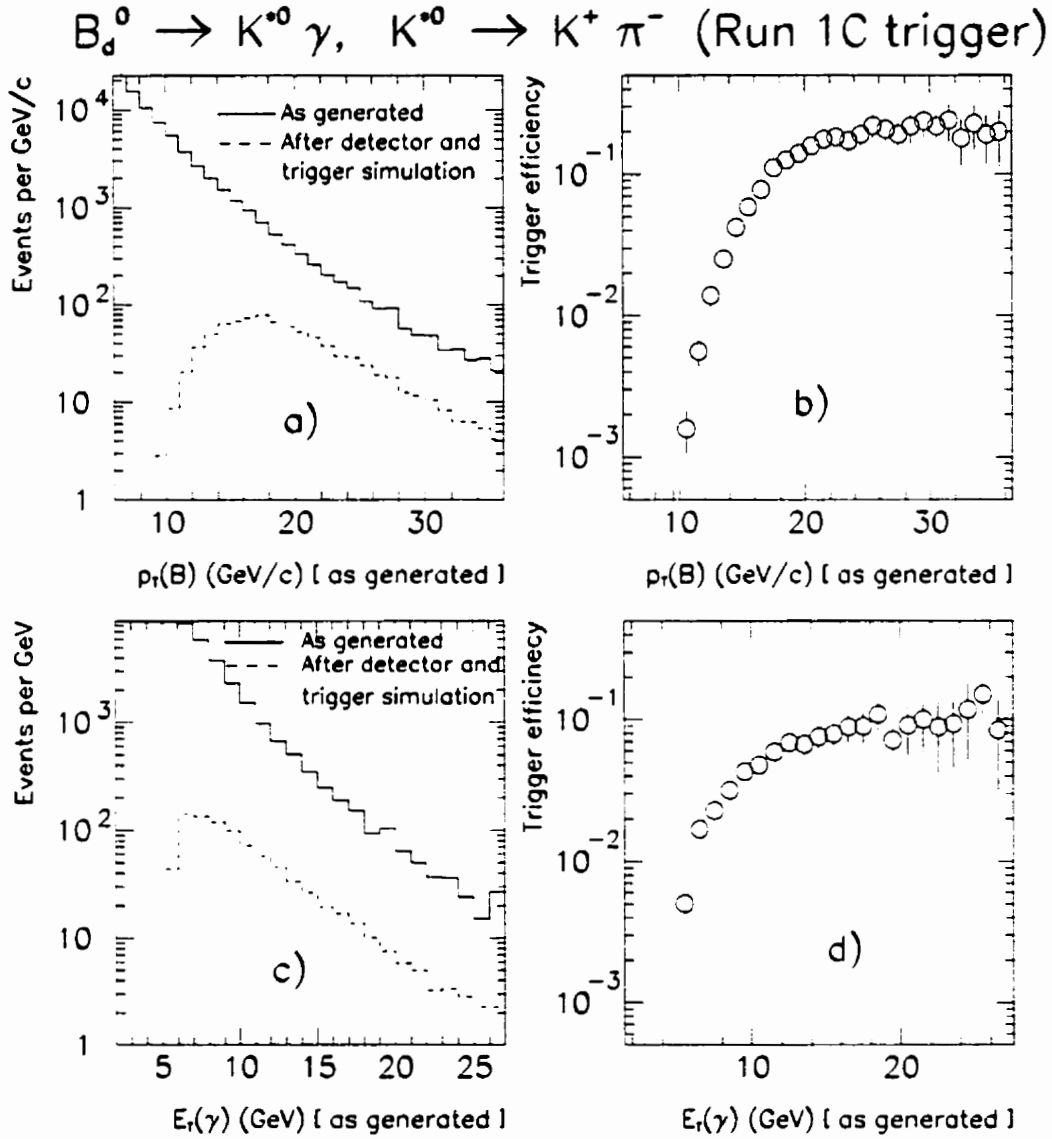 B_d^0 → K*0 γ, K*0 → K+ π- (Run 1C trigger)
Events per GeV/c
10^4
10^3
10^2
10
1
As generated
After detector and
trigger simulation
a)
10 20 30
p_T(B) (GeV/c) [ as generated ]
Trigger efficiency
10^-1
10^-2
10^-3
b)
10 20 30
p_T(B) (GeV/c) [ as generated ]
Events per GeV
10^3
10^2
10
1
As generated
After detector and
trigger simulation
c)
5 10 15 20 25
E_T(γ) (GeV) [ as generated ]
Trigger efficinecy
10^-1
10^-2
10^-3
d)
10 20
E_T(γ) (GeV) [ as generated ]